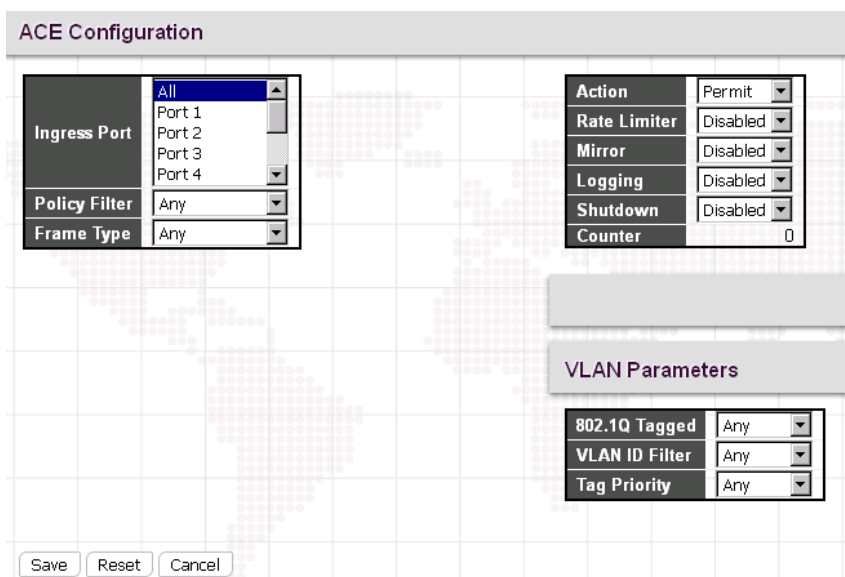 ACE Configuration
Ingress Port
All
Port 1
Port 2
Port 3
Port 4
Policy Filter Any
Frame Type Any
Action Permit
Rate Limiter Disabled
Mirror Disabled
Logging Disabled
Shutdown Disabled
Counter 0
VLAN Parameters
802.1Q Tagged Any
VLAN ID Filter Any
Tag Priority Any
Save Reset Cancel